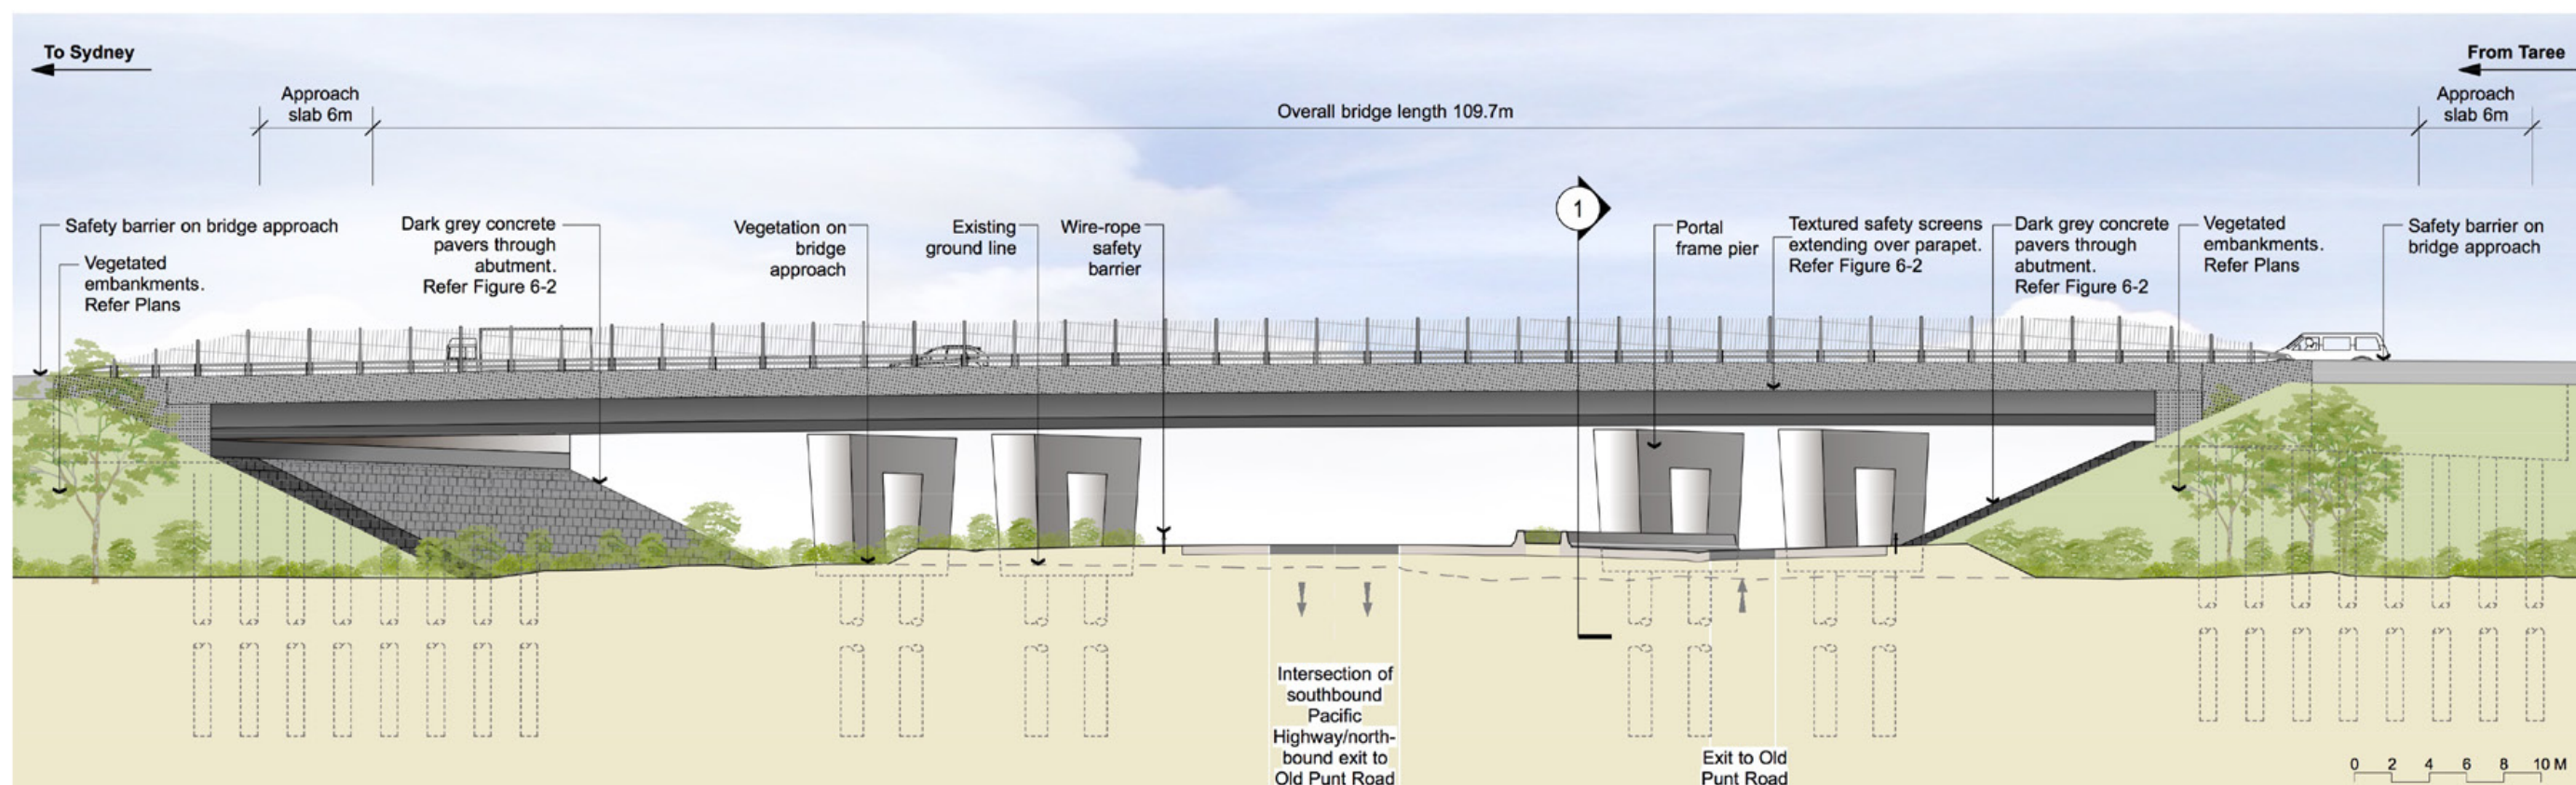 To Sydney
From Taree
Approach
slab 6m
Overall bridge length 109.7m
Approach
slab 6m
Safety barrier on bridge approach
Vegetated
embankments.
Refer Plans
Dark grey concrete
pavers through
abutment.
Refer Figure 6-2
Vegetation on
bridge
approach
Existing
ground line
Wire-rope
safety
barrier
1
Portal
frame pier
Textured safety screens
extending over parapet.
Refer Figure 6-2
Dark grey concrete
pavers through
abutment.
Refer Figure 6-2
Vegetated
embankments.
Refer Plans
Safety barrier on
bridge approach
Intersection of
southbound
Pacific
Highway/north-
bound exit to
Old Punt Road
Exit to Old
Punt Road
0 2 4 6 8 10 M